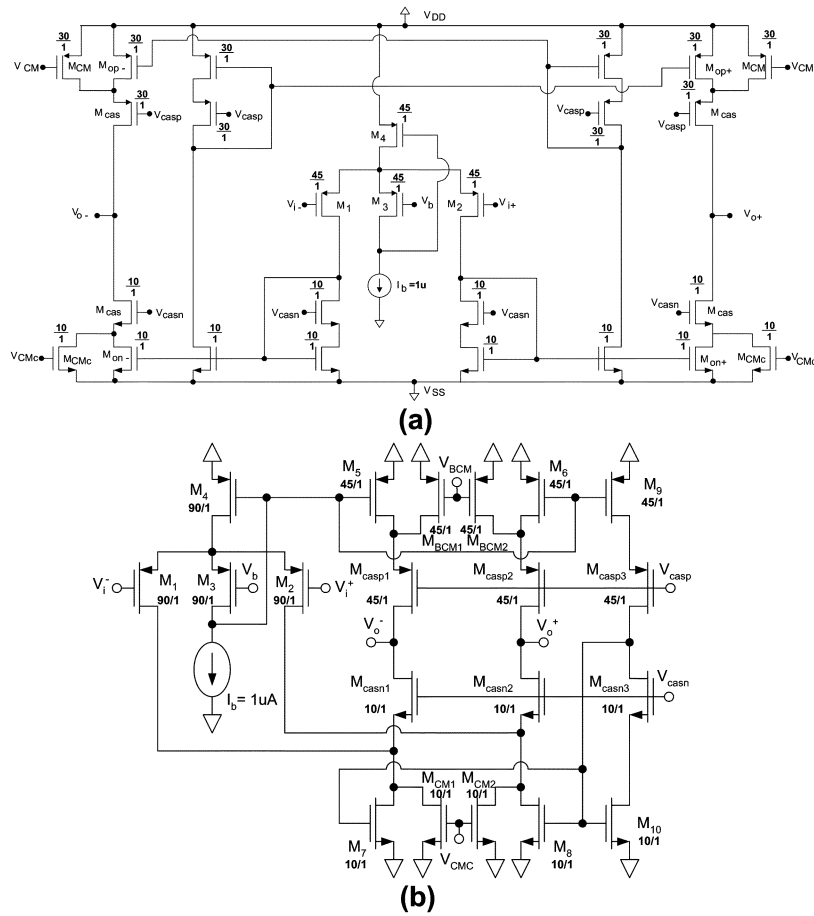 V_DD
30/1 30/1 30/1 30/1 30/1 30/1
V_CM M_CM M_op- M_op+ M_CM V_CM
30/1 M_cas V_casp V_casp 30/1 V_casp 30/1 M_cas
30/1 30/1
45/1
M_4
45/1 45/1 45/1
V_i- M_1 M_3 V_b M_2 V_i+
V_o- V_o+
I_b=1u
10/1 10/1 10/1 10/1
M_cas V_casn V_casn V_casn V_casn M_cas
10/1 10/1 10/1 10/1 10/1 10/1 10/1 10/1
V_CMc M_CMc M_on- M_on+ M_CMc V_CMc
V_SS
(a)
M_4 90/1
M_5 45/1
V_BCM
M_6 45/1
M_9 45/1
45/1 45/1
M_BCM1 M_BCM2
V_i^- M_1 90/1
M_3 90/1 V_b
M_2 90/1 V_i^+
M_casp1 45/1
M_casp2 45/1
M_casp3 45/1
V_casp
V_o^- V_o^+
I_b= 1uA
M_casn1 10/1
M_casn2 10/1
M_casn3 10/1
V_casn
M_CM1 10/1
M_CM2 10/1
M_7 10/1
V_CMC
M_8 10/1
M_10 10/1
(b)